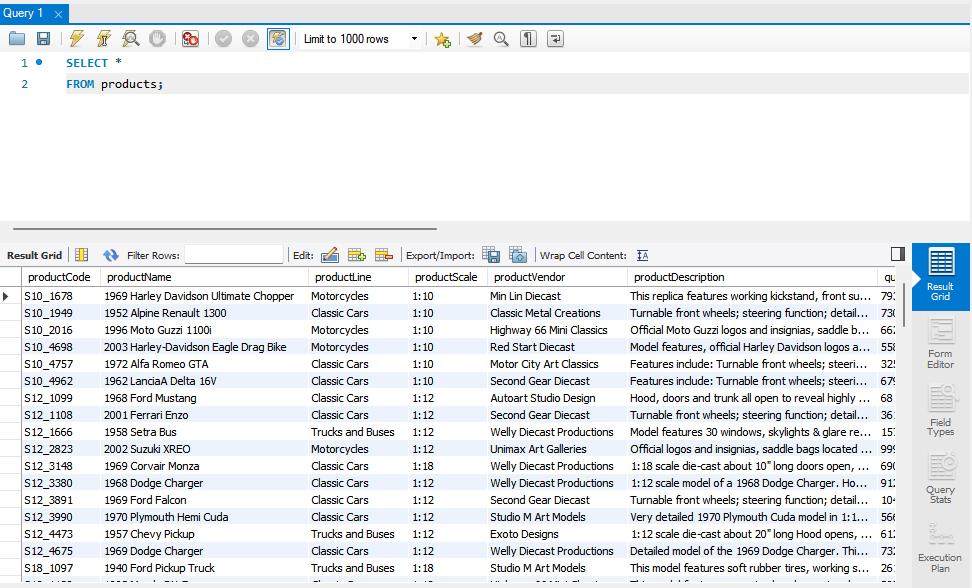 Query 1
Limit to 1000 rows
1 SELECT *
2 FROM products;
Result Grid Filter Rows: Edit: Export/Import: Wrap Cell Content:
productCode productName productLine productScale productVendor productDescription qu
S10_1678 1969 Harley Davidson Ultimate Chopper Motorcycles 1:10 Min Lin Diecast This replica features working kickstand, front su... 793
S10_1949 1952 Alpine Renault 1300 Classic Cars 1:10 Classic Metal Creations Turnable front wheels; steering function; detail... 730
S10_2016 1996 Moto Guzzi 1100i Motorcycles 1:10 Highway 66 Mini Classics Official Moto Guzzi logos and insignias, saddle b... 662
S10_4698 2003 Harley-Davidson Eagle Drag Bike Motorcycles 1:10 Red Start Diecast Model features, official Harley Davidson logos a... 558
S10_4757 1972 Alfa Romeo GTA Classic Cars 1:10 Motor City Art Classics Features include: Turnable front wheels; steeri... 325
S10_4962 1962 LanciaA Delta 16V Classic Cars 1:10 Second Gear Diecast Features include: Turnable front wheels; steeri... 679
S12_1099 1968 Ford Mustang Classic Cars 1:12 Autoart Studio Design Hood, doors and trunk all open to reveal highly ... 68
S12_1108 2001 Ferrari Enzo Classic Cars 1:12 Second Gear Diecast Turnable front wheels; steering function; detail... 361
S12_1666 1958 Setra Bus Trucks and Buses 1:12 Welly Diecast Productions Model features 30 windows, skylights & glare re... 157
S12_2823 2002 Suzuki XREO Motorcycles 1:12 Unimax Art Galleries Official logos and insignias, saddle bags located ... 999
S12_3148 1969 Corvair Monza Classic Cars 1:18 Welly Diecast Productions 1:18 scale die-cast about 10" long doors open, ... 690
S12_3380 1968 Dodge Charger Classic Cars 1:12 Welly Diecast Productions 1:12 scale model of a 1968 Dodge Charger. Ho... 912
S12_3891 1969 Ford Falcon Classic Cars 1:12 Second Gear Diecast Turnable front wheels; steering function; detail... 104
S12_3990 1970 Plymouth Hemi Cuda Classic Cars 1:12 Studio M Art Models Very detailed 1970 Plymouth Cuda model in 1:1... 566
S12_4473 1957 Chevy Pickup Trucks and Buses 1:12 Exoto Designs 1:12 scale die-cast about 20" long Hood opens, ... 612
S12_4675 1969 Dodge Charger Classic Cars 1:12 Welly Diecast Productions Detailed model of the 1969 Dodge Charger. Thi... 732
S18_1097 1940 Ford Pickup Truck Trucks and Buses 1:18 Studio M Art Models This model features soft rubber tires, working s... 261
Result
Grid
Form
Editor
Field
Types
Query
Stats
Execution
Plan